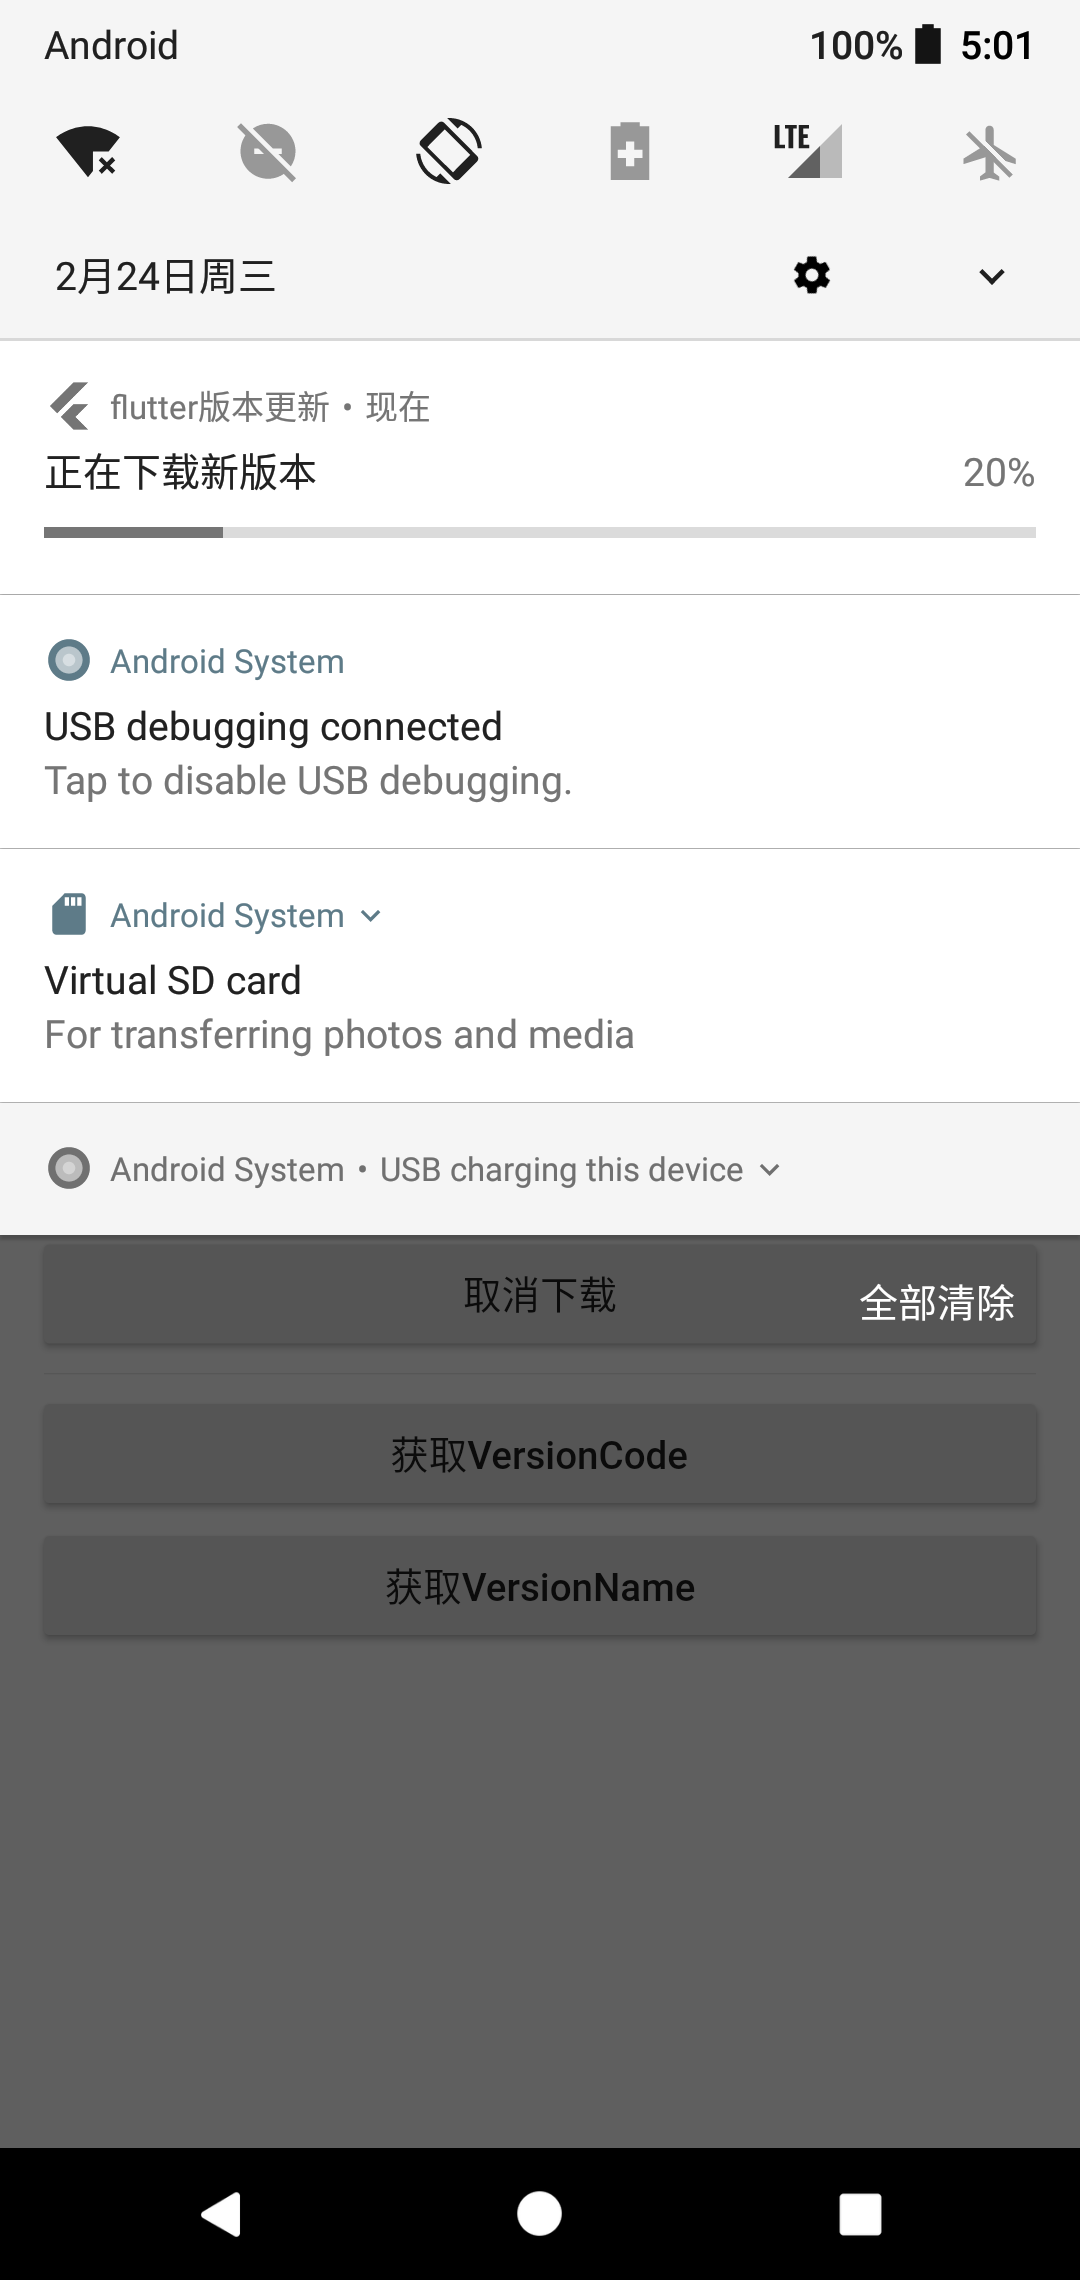 Android 100% 5:01
LTE
2月24日周三
flutter版本更新 • 现在
正在下载新版本 20%
Android System
USB debugging connected
Tap to disable USB debugging.
Android System
Virtual SD card
For transferring photos and media
Android System • USB charging this device
取消下载
全部清除
获取VersionCode
获取VersionName